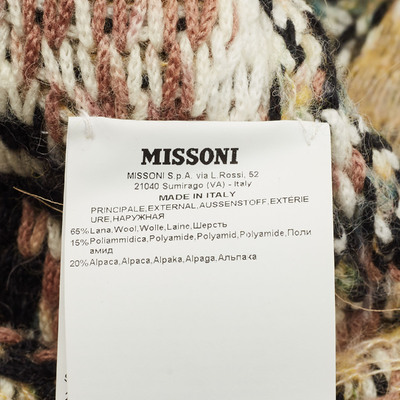 MISSONI
MISSONI S.p.A. via L.Rossi, 52
21040 Sumirago (VA) - Italy
MADE IN ITALY
PRINCIPALE,EXTERNAL,AUSSENSTOFF,EXTÉRIE
URE,НАРУЖНАЯ
65%Lana,Wool,Wolle,Laine,Шерсть
15%Poliammidica,Polyamide,Polyamid,Polyamide,Поли
амид
20%Alpaca,Alpaca,Alpaka,Alpaga,Альпака